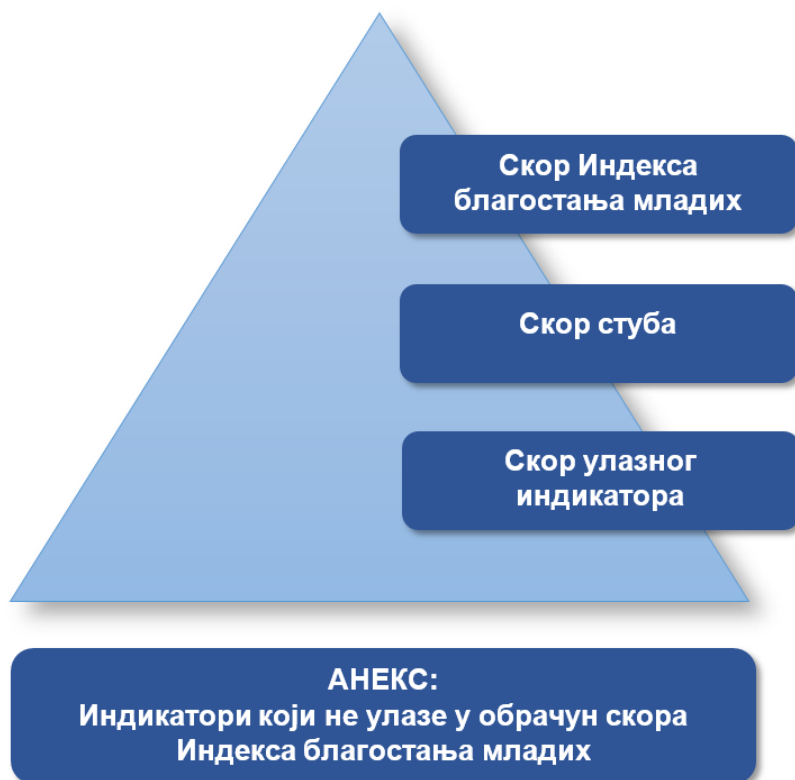 Скор Индекса
благостања младих
Скор стуба
Скор улазног
индикатора
АНЕКС:
Индикатори који не улазе у обрачун скора
Индекса благостања младих